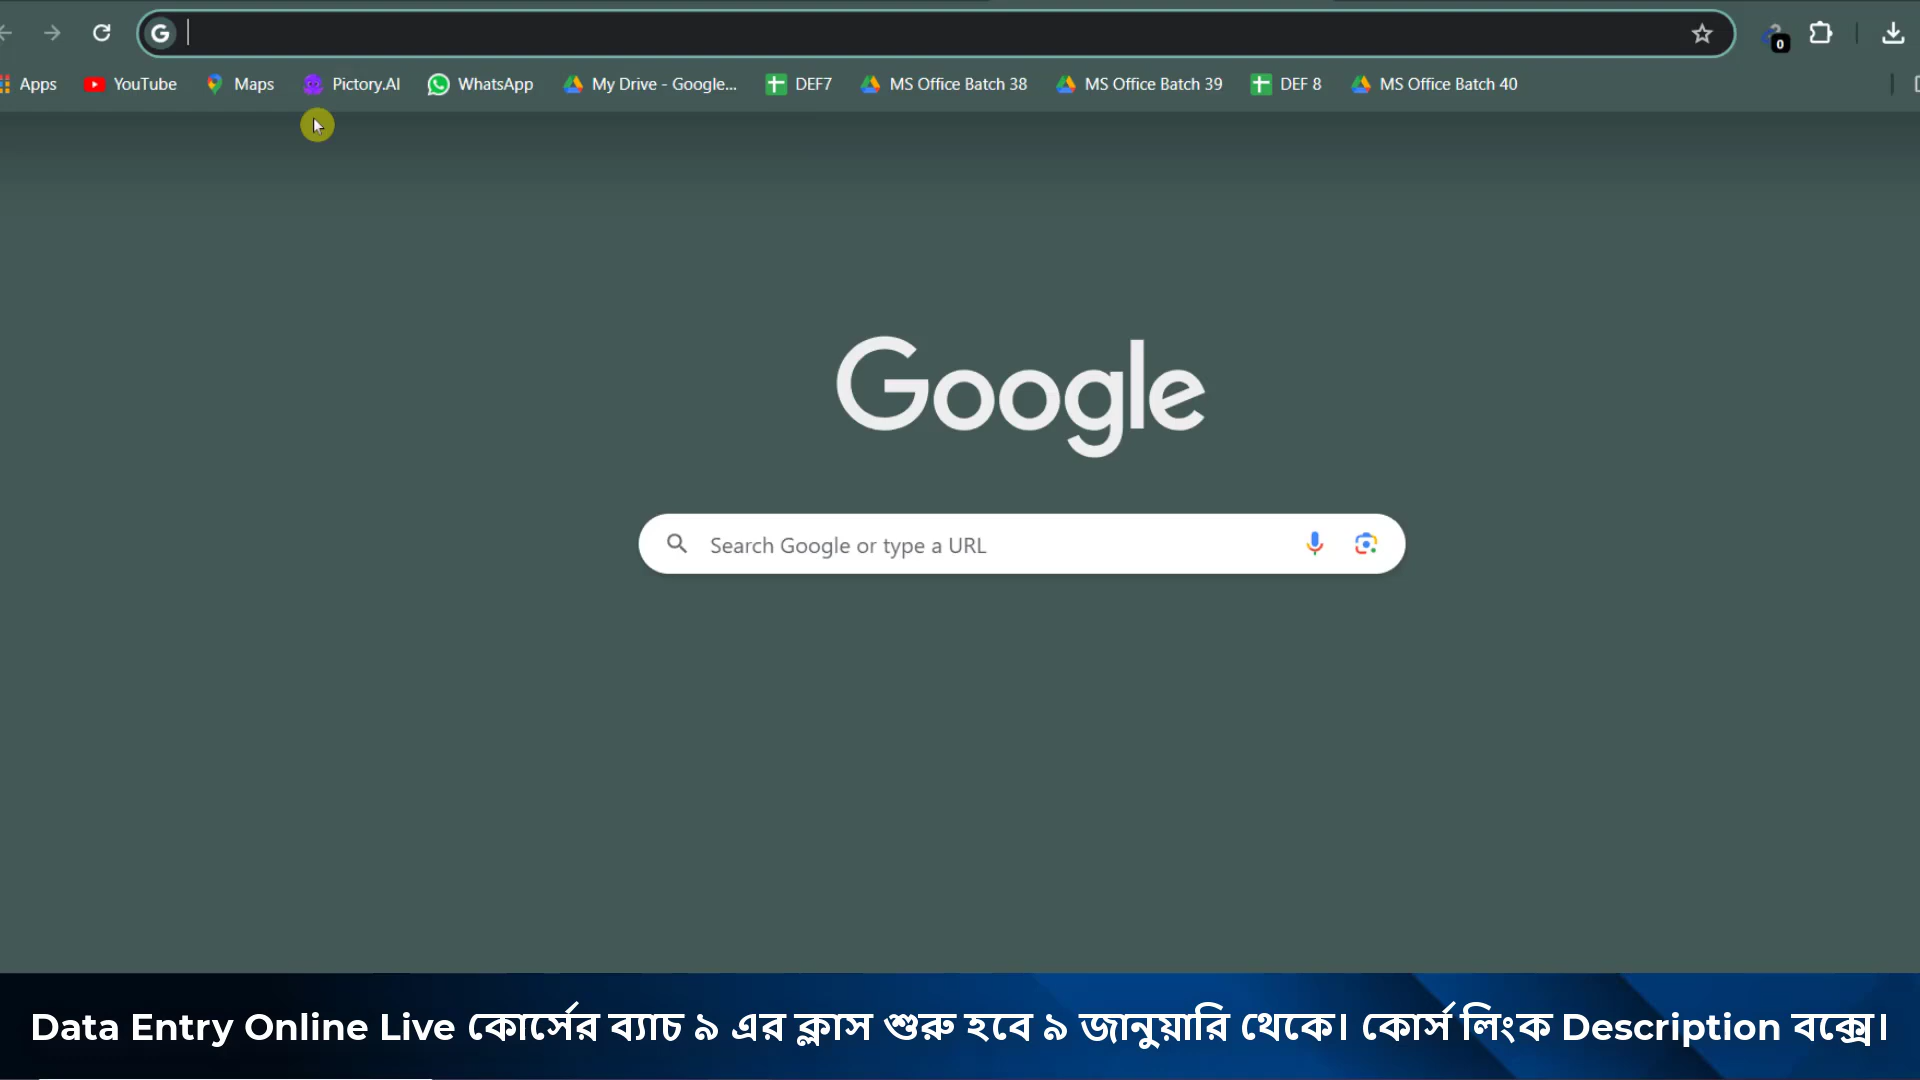 Apps YouTube Maps Pictory.AI WhatsApp My Drive - Google... DEF7 MS Office Batch 38 MS Office Batch 39 DEF 8 MS Office Batch 40
Google
Search Google or type a URL
Data Entry Online Live কোর্সের ব্যাচ ৯ এর ক্লাস শুরু হবে ৯ জানুয়ারি থেকে। কোর্স লিংক Description বক্সে।